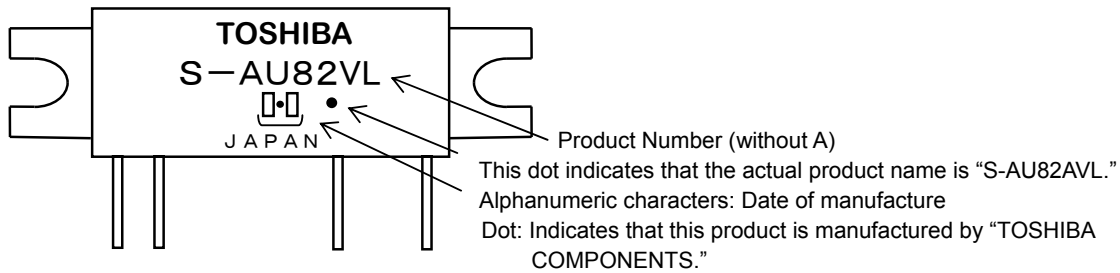 TOSHIBA
S－AU82VL
JAPAN
Product Number (without A)
This dot indicates that the actual product name is “S-AU82AVL.”
Alphanumeric characters: Date of manufacture
Dot: Indicates that this product is manufactured by “TOSHIBA
COMPONENTS.”